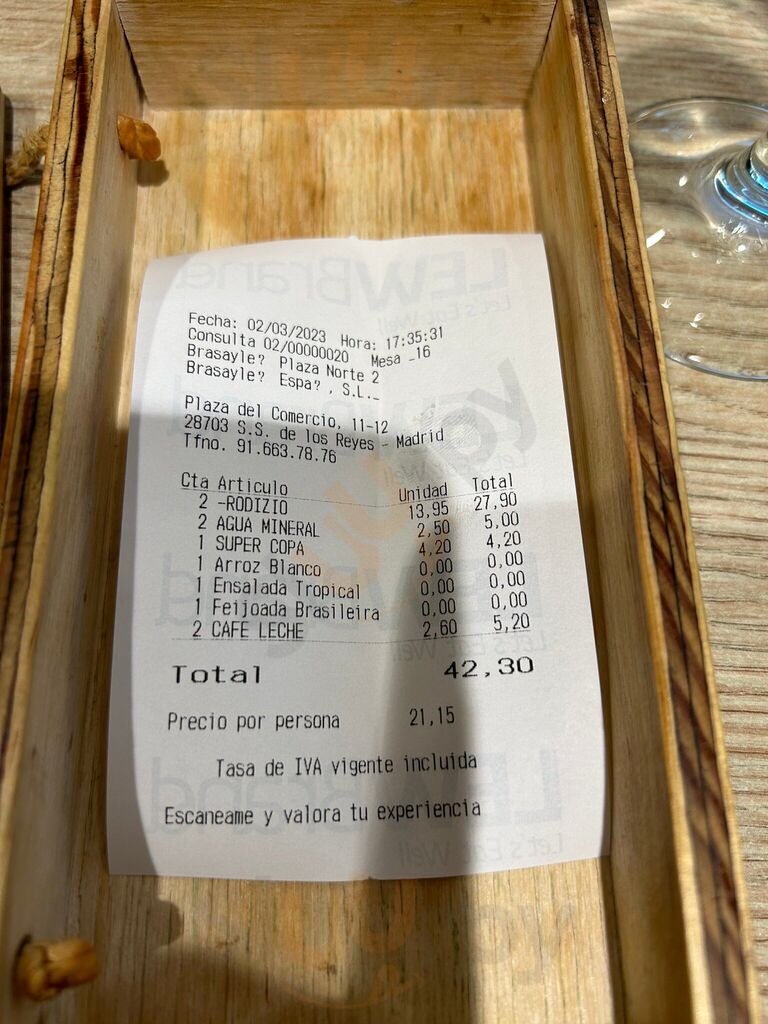 Fecha: 02/03/2023 Hora: 17:35:31
Consulta 02/00000020 Mesa _16
Brasayle? Plaza Norte 2
Brasayle? Espa? , S.L._
Plaza del Comercio, 11-12
28703 S.S. de los Reyes - Madrid
Tfno. 91.663.78.76
Cta Articulo Unidad Total
2 -RODIZIO 13,95 27,90
2 AGUA MINERAL 2,50 5,00
1 SUPER COPA 4,20 4,20
1 Arroz Blanco 0,00 0,00
1 Ensalada Tropical 0,00 0,00
1 Feijoada Brasileira 0,00 0,00
2 CAFE LECHE 2,60 5,20
Total 42,30
Precio por persona 21,15
Tasa de IVA vigente incluida
Escaneame y valora tu experiencia